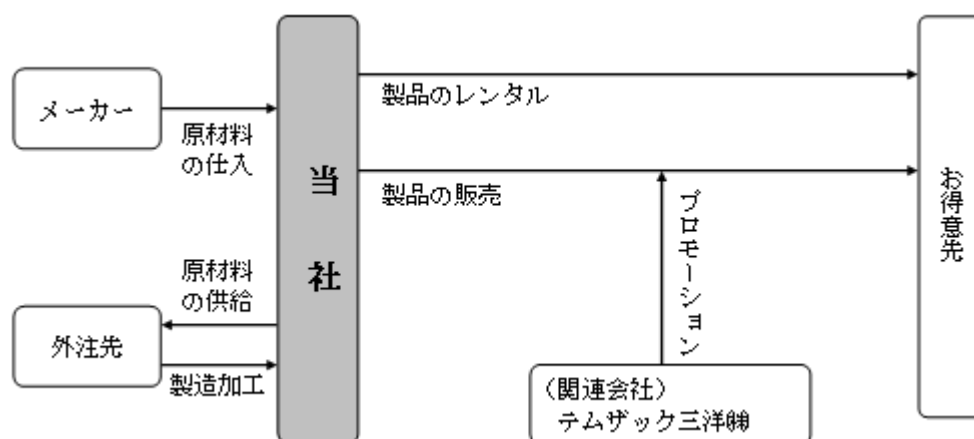 メーカー
原材料
の仕入
当
社
原材料
の供給
外注先
製造加工
製品のレンタル
製品の販売
プロモーション
（関連会社）
テムザック三洋㈱
お得意先